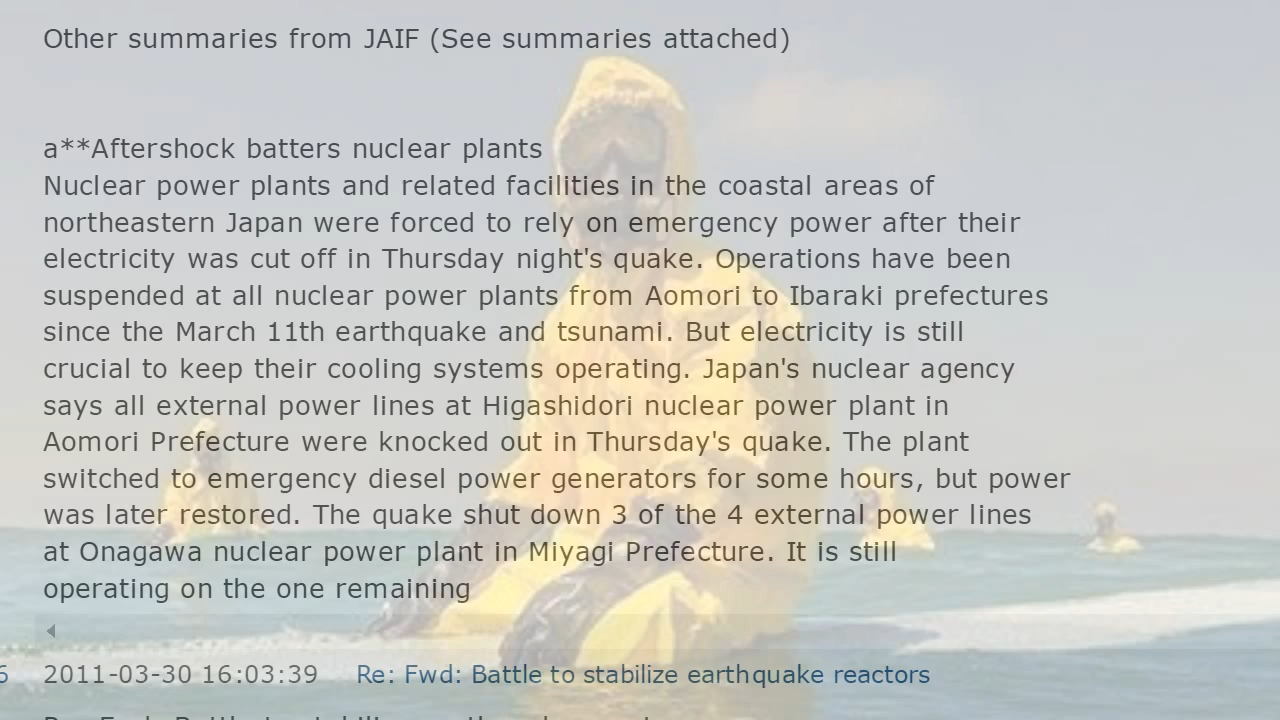 Other summaries from JAIF (See summaries attached)
a**Aftershock batters nuclear plants
Nuclear power plants and related facilities in the coastal areas of
northeastern Japan were forced to rely on emergency power after their
electricity was cut off in Thursday night's quake. Operations have been
suspended at all nuclear power plants from Aomori to Ibaraki prefectures
since the March 11th earthquake and tsunami. But electricity is still
crucial to keep their cooling systems operating. Japan's nuclear agency
says all external power lines at Higashidori nuclear power plant in
Aomori Prefecture were knocked out in Thursday's quake. The plant
switched to emergency diesel power generators for some hours, but power
was later restored. The quake shut down 3 of the 4 external power lines
at Onagawa nuclear power plant in Miyagi Prefecture. It is still
operating on the one remaining
6 2011-03-30 16:03:39 Re: Fwd: Battle to stabilize earthquake reactors